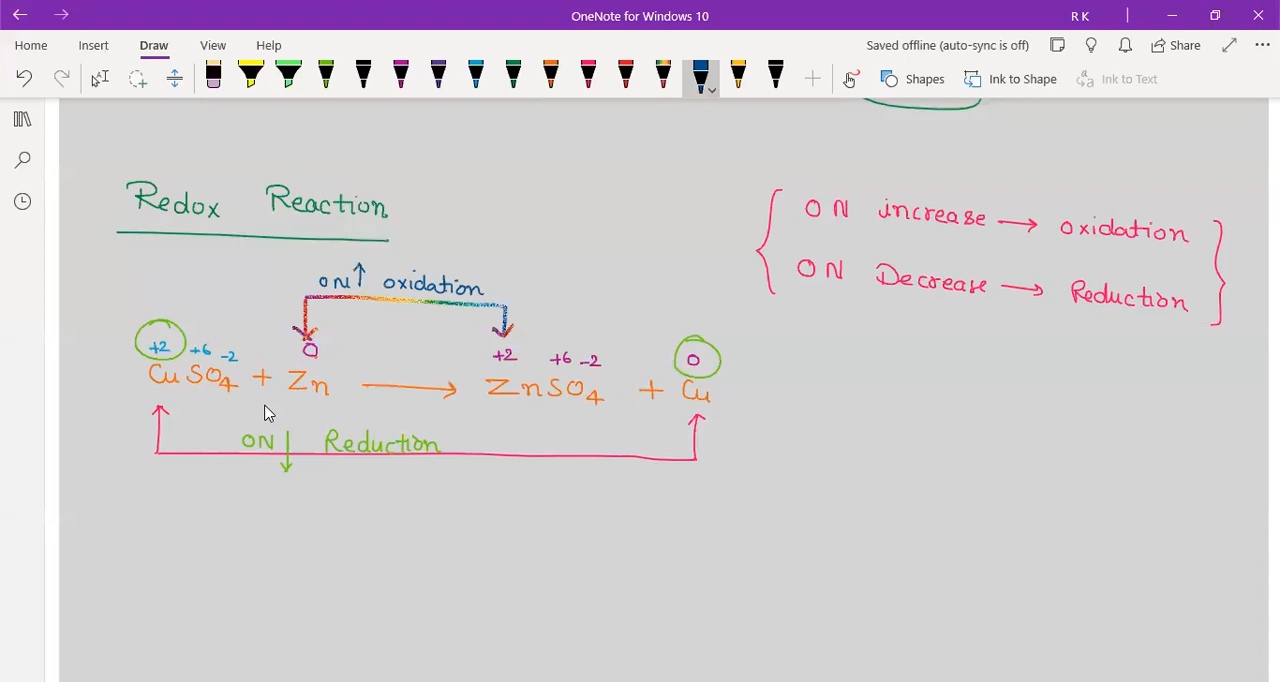 OneNote for Windows 10
R K
Home Insert Draw View Help
Saved offline (auto-sync is off)
Share
Shapes
Ink to Shape
Ink to Text
Redox Reaction
ON increase → oxidation
ON Decrease → Reduction
ON↑ oxidation
+2 +6 -2 0 +2 +6 -2 0
CuSO4 + Zn → ZnSO4 + Cu
ON↓ Reduction